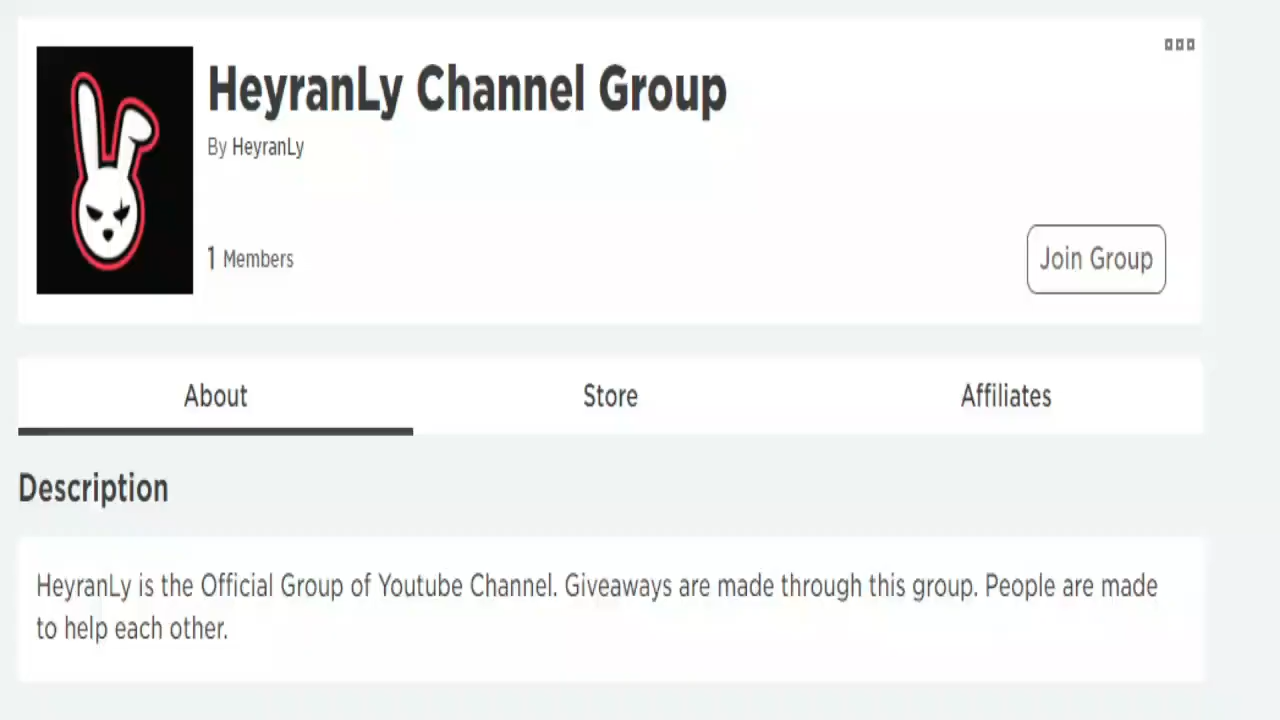 HeyranLy Channel Group
By HeyranLy
1 Members
Join Group
About
Store
Affiliates
Description
HeyranLy is the Official Group of Youtube Channel. Giveaways are made through this group. People are made
to help each other.